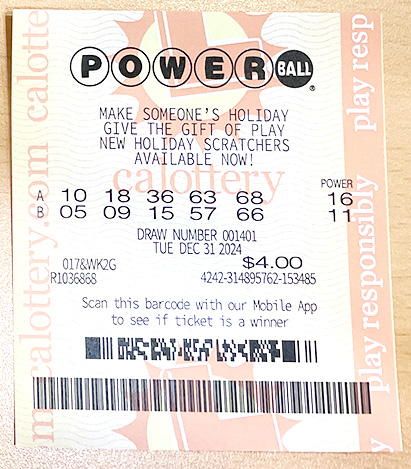 POWERBALL®
MAKE SOMEONE'S HOLIDAY
GIVE THE GIFT OF PLAY
NEW HOLIDAY SCRATCHERS
AVAILABLE NOW!
calottery
POWER
A 10 18 36 63 68 16
B 05 09 15 57 66 11
DRAW NUMBER 001401
TUE DEC 31 2024
017&WK2G $4.00
R1036868 4242-314895762-153485
Scan this barcode with our Mobile App
to see if ticket is a winner
m calottery.com calotte
play responsibly play resp